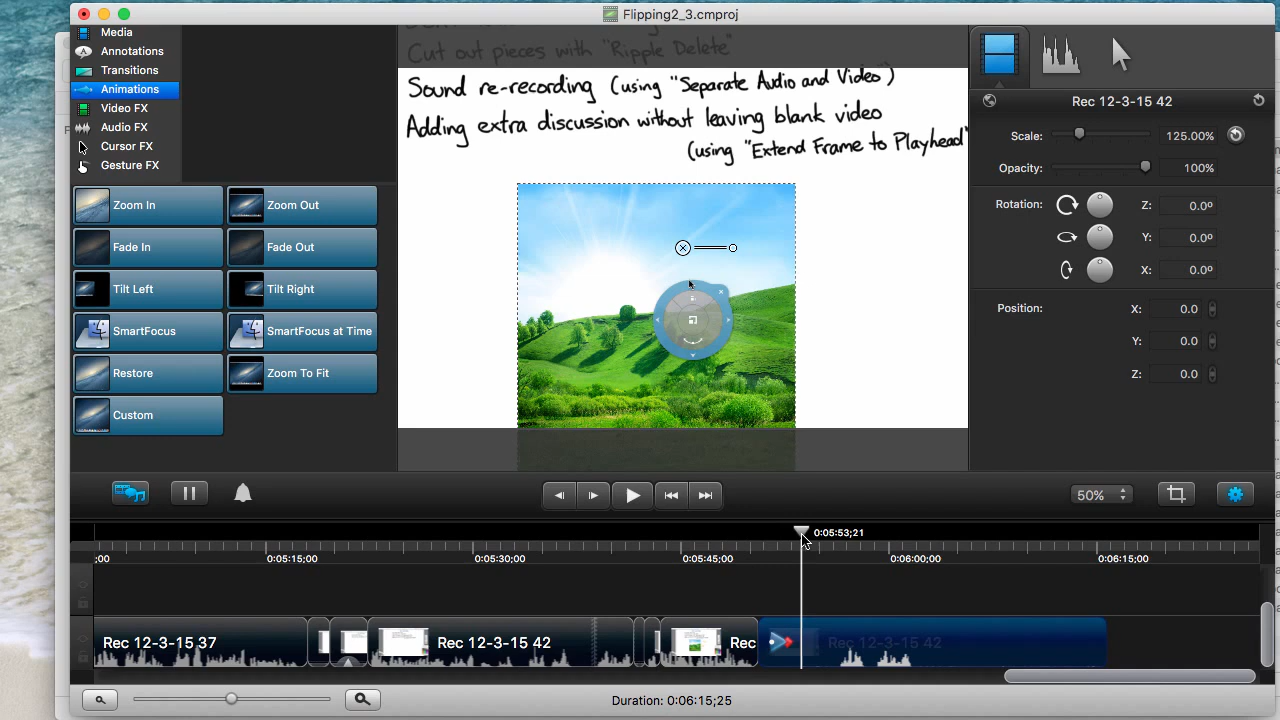 Flipping2_3.cmproj
Media
Annotations
Transitions
Animations
Video FX
Audio FX
Cursor FX
Gesture FX
Zoom In
Zoom Out
Fade In
Fade Out
Tilt Left
Tilt Right
SmartFocus
SmartFocus at Time
Restore
Zoom To Fit
Custom
Cut out pieces with "Ripple Delete"
Sound re-recording (using "Separate Audio and Video")
Adding extra discussion without leaving blank video
(using "Extend Frame to Playhead"
Rec 12-3-15 42
Scale: 125.00%
Opacity: 100%
Rotation: Z: 0.0º
Y: 0.0º
X: 0.0º
Position: X: 0.0
Y: 0.0
Z: 0.0
50%
0:05:53;21
;00 0:05:15;00 0:05:30;00 0:05:45;00 0:06:00;00 0:06:15;00
Rec 12-3-15 37 Rec 12-3-15 42 Rec Rec 12-3-15 42
Duration: 0:06:15;25